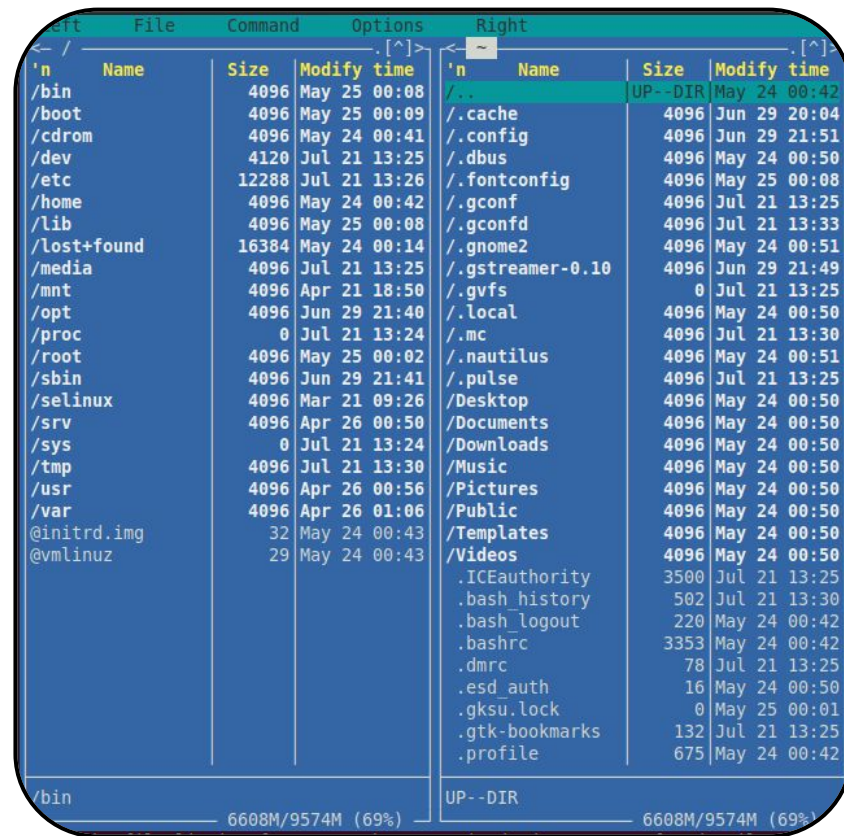 Left File Command Options Right
<─ / .[^]>
'n Name Size Modify time
/bin 4096 May 25 00:08
/boot 4096 May 25 00:09
/cdrom 4096 May 24 00:41
/dev 4120 Jul 21 13:25
/etc 12288 Jul 21 13:26
/home 4096 May 24 00:42
/lib 4096 May 25 00:08
/lost+found 16384 May 24 00:14
/media 4096 Jul 21 13:25
/mnt 4096 Apr 21 18:50
/opt 4096 Jun 29 21:40
/proc 0 Jul 21 13:24
/root 4096 May 25 00:02
/sbin 4096 Jun 29 21:41
/selinux 4096 Mar 21 09:26
/srv 4096 Apr 26 00:50
/sys 0 Jul 21 13:24
/tmp 4096 Jul 21 13:30
/usr 4096 Apr 26 00:56
/var 4096 Apr 26 01:06
@initrd.img 32 May 24 00:43
@vmlinuz 29 May 24 00:43
/bin
6608M/9574M (69%)
<─ ~ .[^]>
'n Name Size Modify time
/.. UP--DIR May 24 00:42
/.cache 4096 Jun 29 20:04
/.config 4096 Jun 29 21:51
/.dbus 4096 May 24 00:50
/.fontconfig 4096 May 25 00:08
/.gconf 4096 Jul 21 13:25
/.gconfd 4096 Jul 21 13:33
/.gnome2 4096 May 24 00:51
/.gstreamer-0.10 4096 Jun 29 21:49
/.gvfs 0 Jul 21 13:25
/.local 4096 May 24 00:50
/.mc 4096 Jul 21 13:30
/.nautilus 4096 May 24 00:51
/.pulse 4096 Jul 21 13:25
/Desktop 4096 May 24 00:50
/Documents 4096 May 24 00:50
/Downloads 4096 May 24 00:50
/Music 4096 May 24 00:50
/Pictures 4096 May 24 00:50
/Public 4096 May 24 00:50
/Templates 4096 May 24 00:50
/Videos 4096 May 24 00:50
.ICEauthority 3500 Jul 21 13:25
.bash_history 502 Jul 21 13:30
.bash_logout 220 May 24 00:42
.bashrc 3353 May 24 00:42
.dmrc 78 Jul 21 13:25
.esd_auth 16 May 24 00:50
.gksu.lock 0 May 25 00:01
.gtk-bookmarks 132 Jul 21 13:25
.profile 675 May 24 00:42
UP--DIR
6608M/9574M (69%)